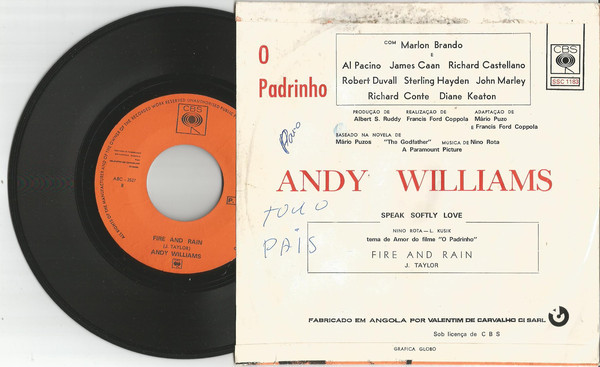 CBS
FIRE AND RAIN
(J. TAYLOR)
ANDY WILLIAMS
O
Padrinho
COM Marlon Brando
E
Al Pacino James Caan Richard Castellano
Robert Duvall Sterling Hayden John Marley
Richard Conte Diane Keaton
CBS
SSC 1183
PRODUÇÃO DE REALIZAÇÃO DE ADAPTAÇÃO DE
Albert S. Ruddy Francis Ford Coppola Mário Puzo
e Francis Ford Coppola
BASEADO NA NOVELA DE
Mário Puzos "The Godfather" MUSICA DE Nino Rota
A Paramount Picture
ANDY WILLIAMS
SPEAK SOFTLY LOVE
NINO ROTA — L. KUSIK
tema de Amor do filme "O Padrinho"
FIRE AND RAIN
J. TAYLOR
PAÍS
FABRICADO EM ANGOLA POR VALENTIM DE CARVALHO CI SARL
Sob licença de CBS
GRAFICA GLOBO